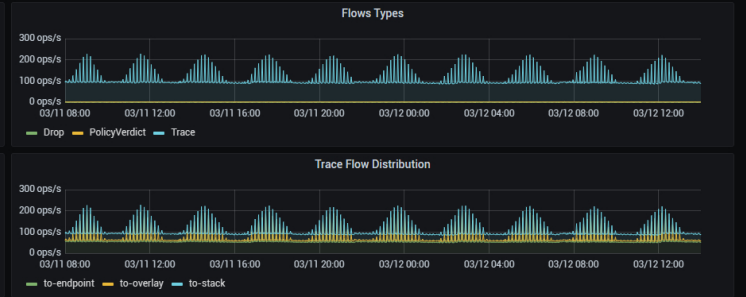 Flows Types
300 ops/s
200 ops/s
100 ops/s
0 ops/s
03/11 08:00 03/11 12:00 03/11 16:00 03/11 20:00 03/12 00:00 03/12 04:00 03/12 08:00 03/12 12:00
Drop PolicyVerdict Trace
Trace Flow Distribution
300 ops/s
200 ops/s
100 ops/s
0 ops/s
03/11 08:00 03/11 12:00 03/11 16:00 03/11 20:00 03/12 00:00 03/12 04:00 03/12 08:00 03/12 12:00
to-endpoint to-overlay to-stack